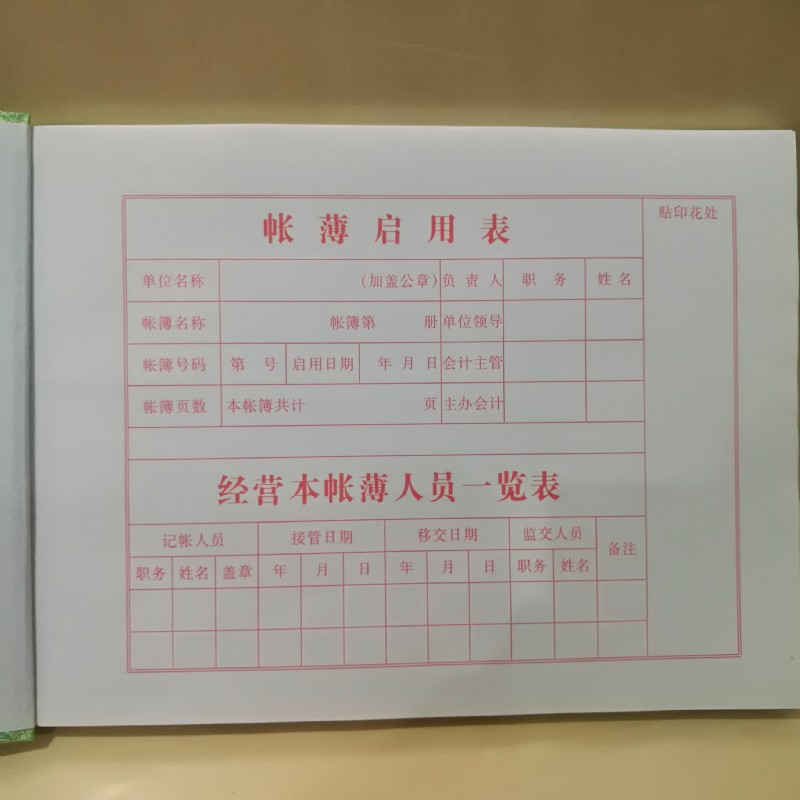 帐薄启用表
贴印花处
单位名称 (加盖公章) 负责人 职务 姓名
帐簿名称 帐簿第 册 单位领导
帐簿号码 第 号 启用日期 年 月 日 会计主管
帐簿页数 本帐簿共计 页 主办会计
经营本帐薄人员一览表
记帐人员 接管日期 移交日期 监交人员 备注
职务 姓名 盖章 年 月 日 年 月 日 职务 姓名